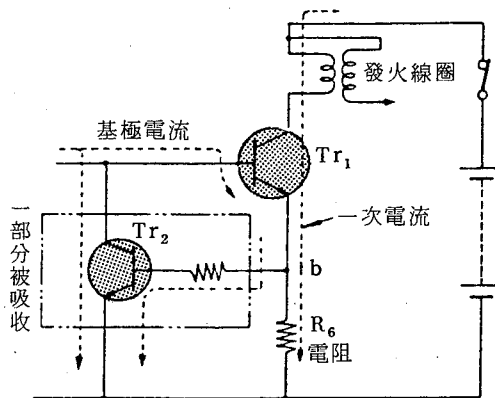 發火線圈
基極電流
Tr₁
一次電流
一部分被吸收
Tr₂
b
R₆
電阻